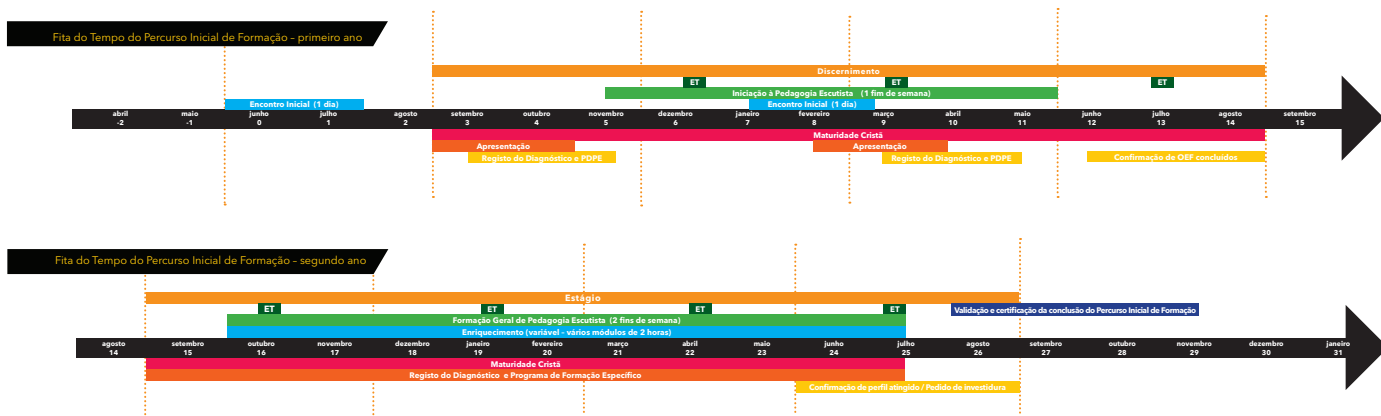 Fita do Tempo do Percurso Inicial de Formação – primeiro ano
Discernimento
ET ET ET
Iniciação à Pedagogia Escutista (1 fim de semana)
Encontro Inicial (1 dia) Encontro Inicial (1 dia)
abril maio junho julho agosto setembro outubro novembro dezembro janeiro fevereiro março abril maio junho julho agosto setembro
-2 -1 0 1 2 3 4 5 6 7 8 9 10 11 12 13 14 15
Maturidade Cristã
Apresentação Apresentação
Registo do Diagnóstico e PDPE Registo do Diagnóstico e PDPE Confirmação de OEF concluídos
Fita do Tempo do Percurso Inicial de Formação – segundo ano
Estágio
ET ET ET ET Validação e certificação da conclusão do Percurso Inicial de Formação
Formação Geral de Pedagogia Escutista (2 fins de semana)
Enriquecimento (variável – vários módulos de 2 horas)
agosto setembro outubro novembro dezembro janeiro fevereiro março abril maio junho julho agosto setembro outubro novembro dezembro janeiro
14 15 16 17 18 19 20 21 22 23 24 25 26 27 28 29 30 31
Maturidade Cristã
Registo do Diagnóstico e Programa de Formação Específico
Confirmação de perfil atingido / Pedido de investidura